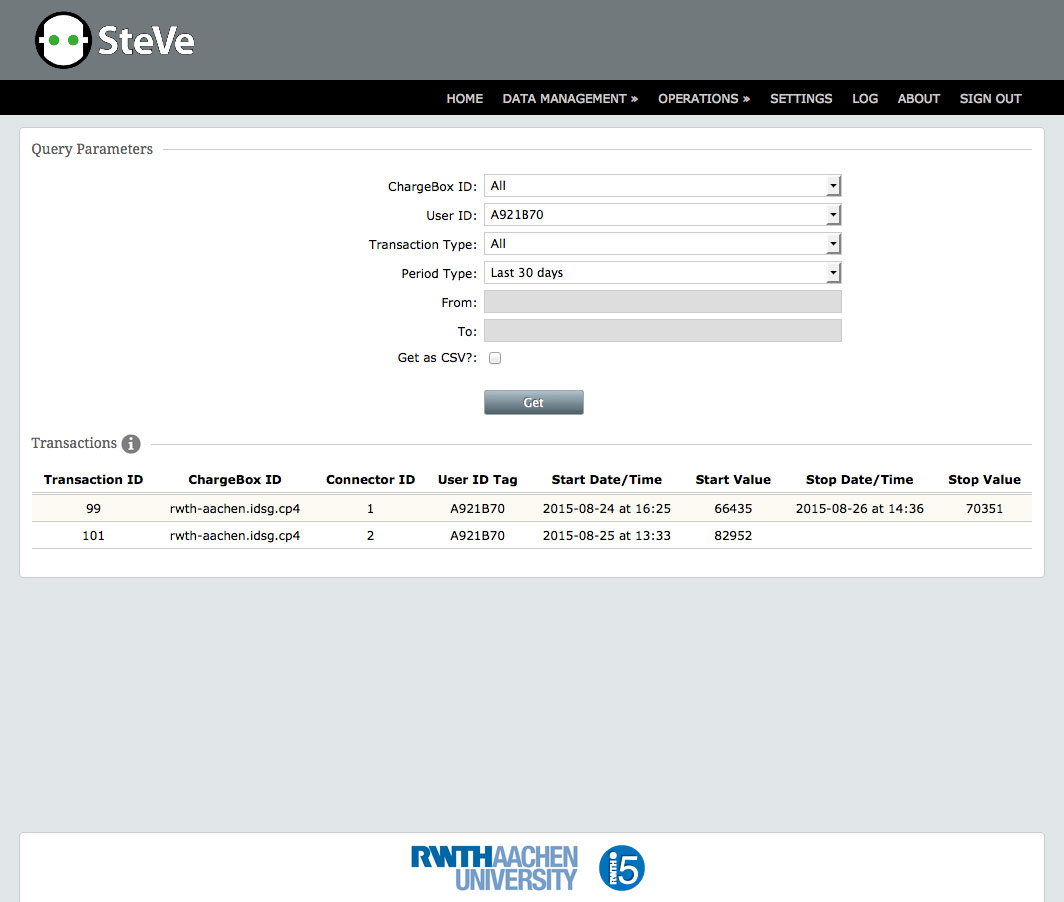 SteVe
HOME DATA MANAGEMENT » OPERATIONS » SETTINGS LOG ABOUT SIGN OUT
Query Parameters
ChargeBox ID: All
User ID: A921B70
Transaction Type: All
Period Type: Last 30 days
From:
To:
Get as CSV?:
Get
Transactions i
Transaction ID ChargeBox ID Connector ID User ID Tag Start Date/Time Start Value Stop Date/Time Stop Value
99 rwth-aachen.idsg.cp4 1 A921B70 2015-08-24 at 16:25 66435 2015-08-26 at 14:36 70351
101 rwth-aachen.idsg.cp4 2 A921B70 2015-08-25 at 13:33 82952
RWTH AACHEN
UNIVERSITY
RWTH i5